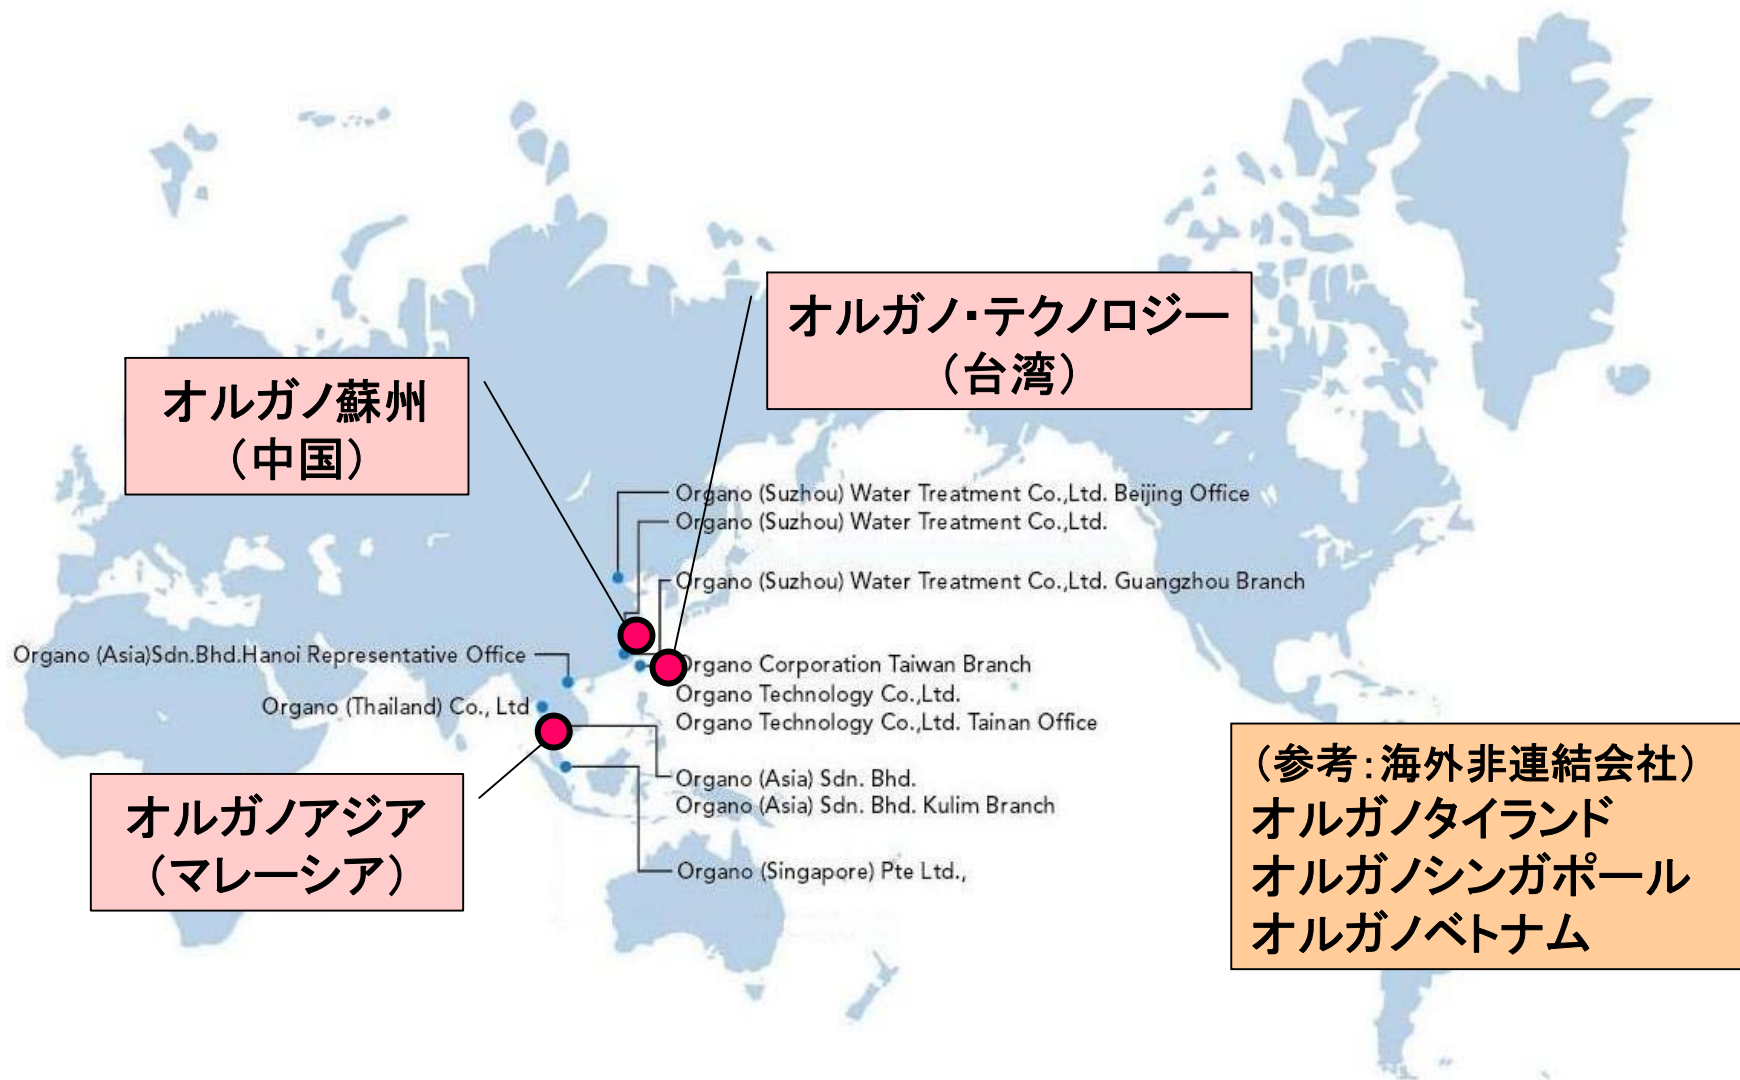 オルガノ・テクノロジー
（台湾）
オルガノ蘇州
（中国）
Organo (Suzhou) Water Treatment Co.,Ltd. Beijing Office
Organo (Suzhou) Water Treatment Co.,Ltd.
Organo (Suzhou) Water Treatment Co.,Ltd. Guangzhou Branch
Organo (Asia)Sdn.Bhd.Hanoi Representative Office
Organo (Thailand) Co., Ltd
Organo Corporation Taiwan Branch
Organo Technology Co.,Ltd.
Organo Technology Co.,Ltd. Tainan Office
Organo (Asia) Sdn. Bhd.
Organo (Asia) Sdn. Bhd. Kulim Branch
Organo (Singapore) Pte Ltd.,
オルガノアジア
（マレーシア）
（参考：海外非連結会社）
オルガノタイランド
オルガノシンガポール
オルガノベトナム